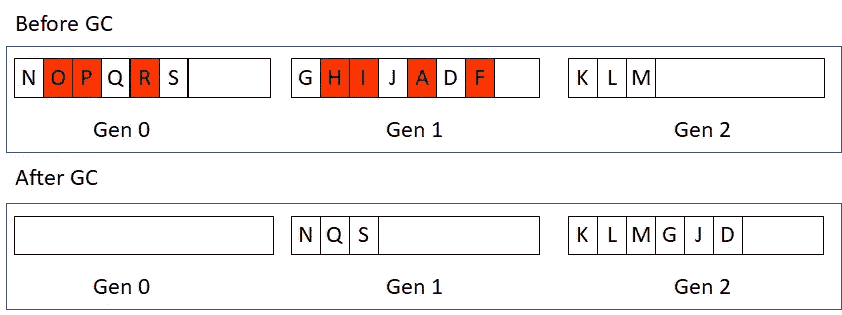 Before GC
N O P Q R S G H I J A D F K L M
Gen 0 Gen 1 Gen 2
After GC
N Q S K L M G J D
Gen 0 Gen 1 Gen 2